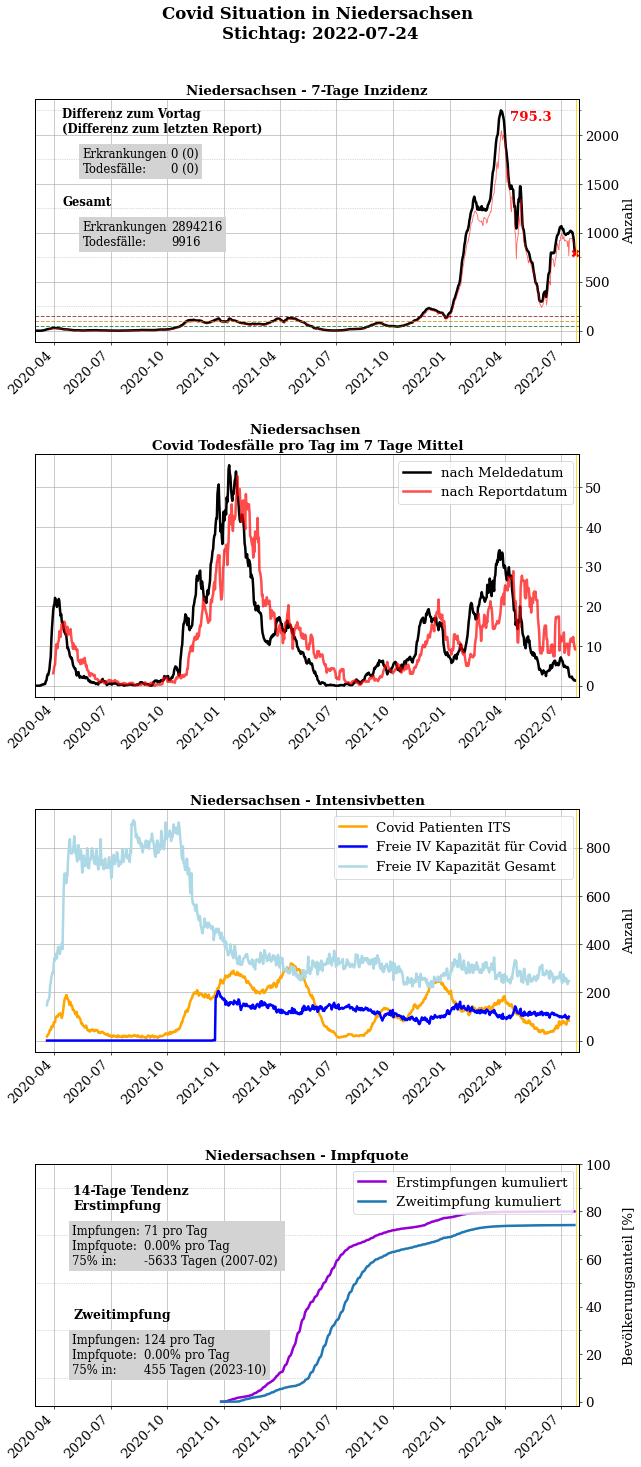 Covid Situation in Niedersachsen
Stichtag: 2022-07-24
Niedersachsen - 7-Tage Inzidenz
Differenz zum Vortag
(Differenz zum letzten Report)
Erkrankungen 0 (0)
Todesfälle: 0 (0)
Gesamt
Erkrankungen 2894216
Todesfälle: 9916
795.3
2000
1500
1000
500
0
Anzahl
2020-04 2020-07 2020-10 2021-01 2021-04 2021-07 2021-10 2022-01 2022-04 2022-07
Niedersachsen
Covid Todesfälle pro Tag im 7 Tage Mittel
nach Meldedatum
nach Reportdatum
50
40
30
20
10
0
2020-04 2020-07 2020-10 2021-01 2021-04 2021-07 2021-10 2022-01 2022-04 2022-07
Niedersachsen - Intensivbetten
Covid Patienten ITS
Freie IV Kapazität für Covid
Freie IV Kapazität Gesamt
800
600
400
200
0
Anzahl
2020-04 2020-07 2020-10 2021-01 2021-04 2021-07 2021-10 2022-01 2022-04 2022-07
Niedersachsen - Impfquote
14-Tage Tendenz
Erstimpfung
Impfungen: 71 pro Tag
Impfquote: 0.00% pro Tag
75% in: -5633 Tagen (2007-02)
Zweitimpfung
Impfungen: 124 pro Tag
Impfquote: 0.00% pro Tag
75% in: 455 Tagen (2023-10)
Erstimpfungen kumuliert
Zweitimpfung kumuliert
100
80
60
40
20
0
Bevölkerungsanteil [%]
2020-04 2020-07 2020-10 2021-01 2021-04 2021-07 2021-10 2022-01 2022-04 2022-07